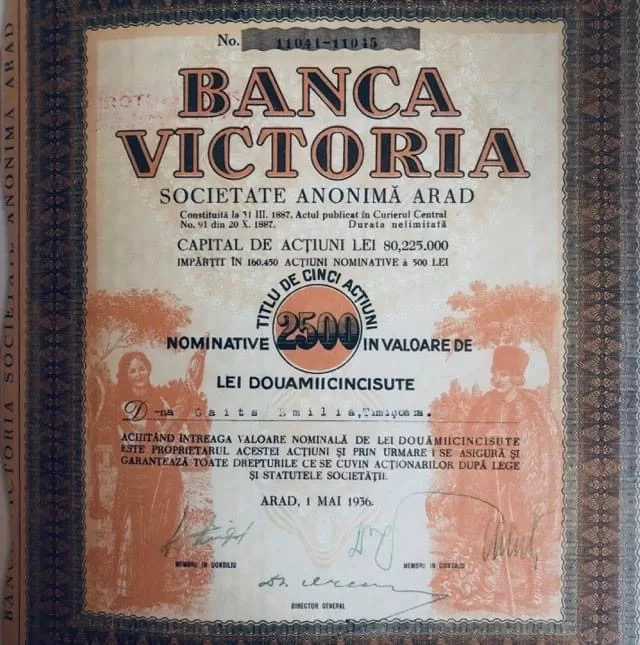 No. 11041-11045
BANCA
VICTORIA
SOCIETATE ANONIMĂ ARAD
Constituită la 31 III. 1887. Actul publicat în Curierul Central
No. 91 din 20 X. 1887. Durata nelimitată
CAPITAL DE ACȚIUNI LEI 80,225.000
IMPĂRȚIT ÎN 160.450 ACȚIUNI NOMINATIVE à 500 LEI
TITLU DE CINCI ACȚIUNI
NOMINATIVE 2500 IN VALOARE DE
LEI DOUAMIICINCISUTE
D-na Gaits Emilia, Timișoara.
ACHITÂND INTREAGA VALOARE NOMINALĂ DE LEI DOUĂMIICINCISUTE
ESTE PROPRIETARUL ACESTEI ACȚIUNI ȘI PRIN URMARE I SE ASIGURĂ ȘI
GARANTEAZĂ TOATE DREPTURILE CE SE CUVIN ACȚIONARILOR DUPĂ LEGE
ȘI STATUTELE SOCIETĂȚII.
ARAD, 1 MAI 1936.
MEMBRU IN CONSILIU
MEMBRU IN CONSILIU
DIRECTOR GENERAL
VICTORIA SOCIETATE ANONIMĂ ARAD